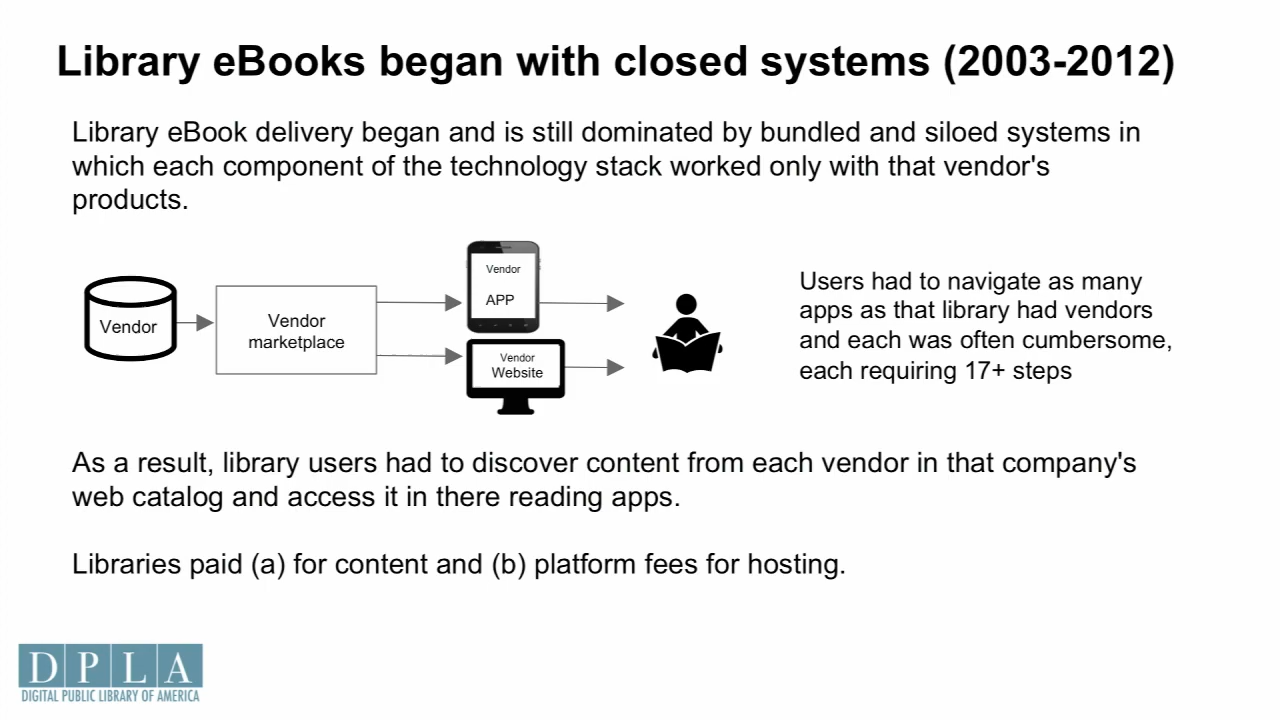 Library eBooks began with closed systems (2003-2012)
Library eBook delivery began and is still dominated by bundled and siloed systems in
which each component of the technology stack worked only with that vendor's
products.
Vendor
Vendor
marketplace
Vendor
APP
Vendor
Website
Users had to navigate as many
apps as that library had vendors
and each was often cumbersome,
each requiring 17+ steps
As a result, library users had to discover content from each vendor in that company's
web catalog and access it in there reading apps.
Libraries paid (a) for content and (b) platform fees for hosting.
DPLA
DIGITAL PUBLIC LIBRARY OF AMERICA